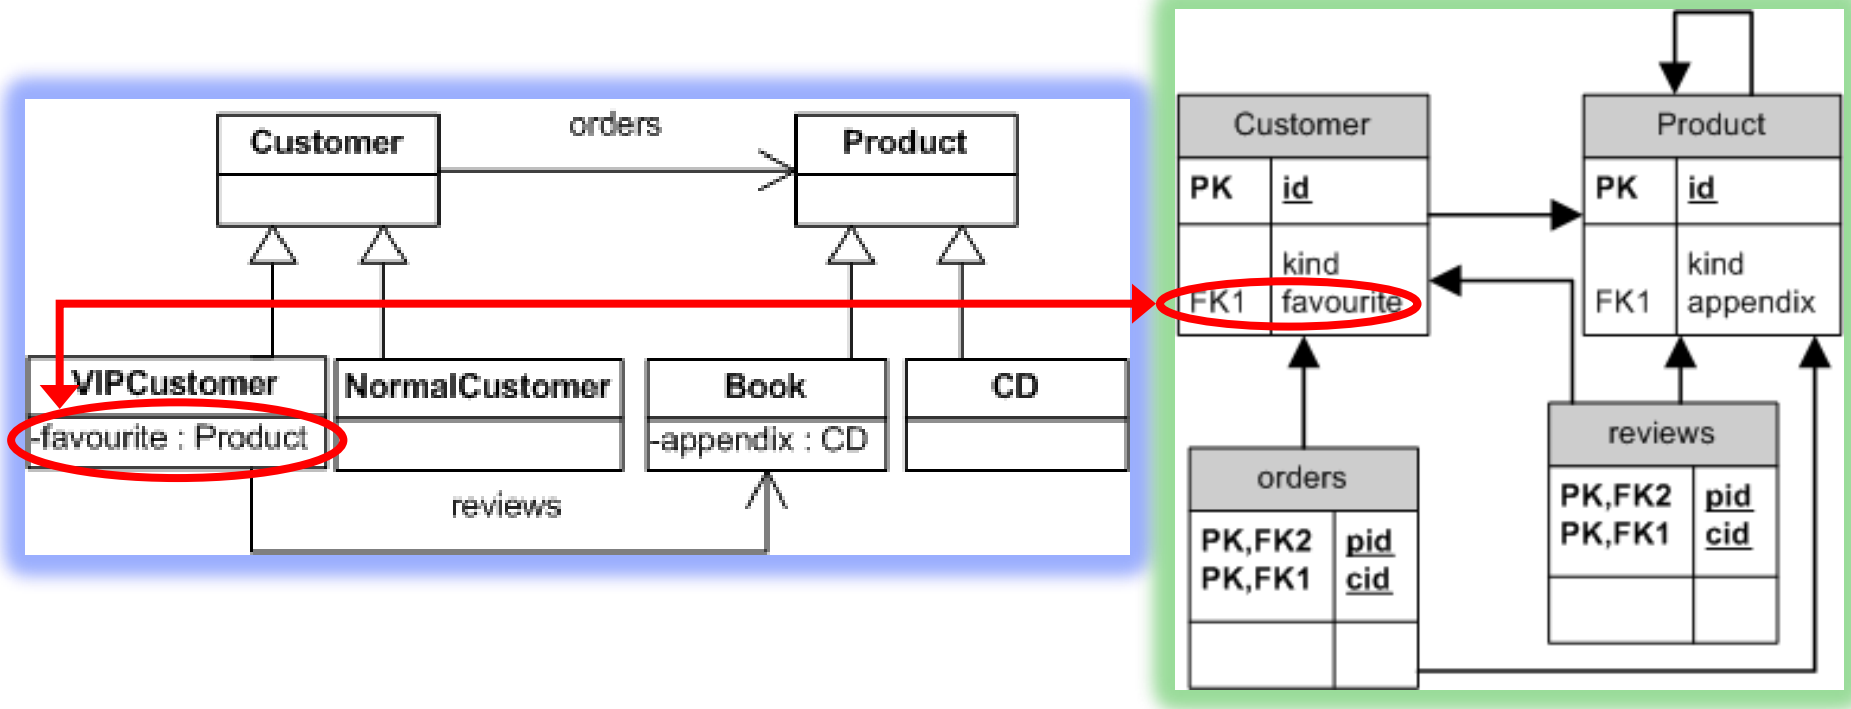 orders
Customer
Product
VIPCustomer
-favourite : Product
NormalCustomer
Book
-appendix : CD
CD
reviews
Customer
PK id
kind
FK1 favourite
Product
PK id
kind
FK1 appendix
orders
PK,FK2 pid
PK,FK1 cid
reviews
PK,FK2 pid
PK,FK1 cid